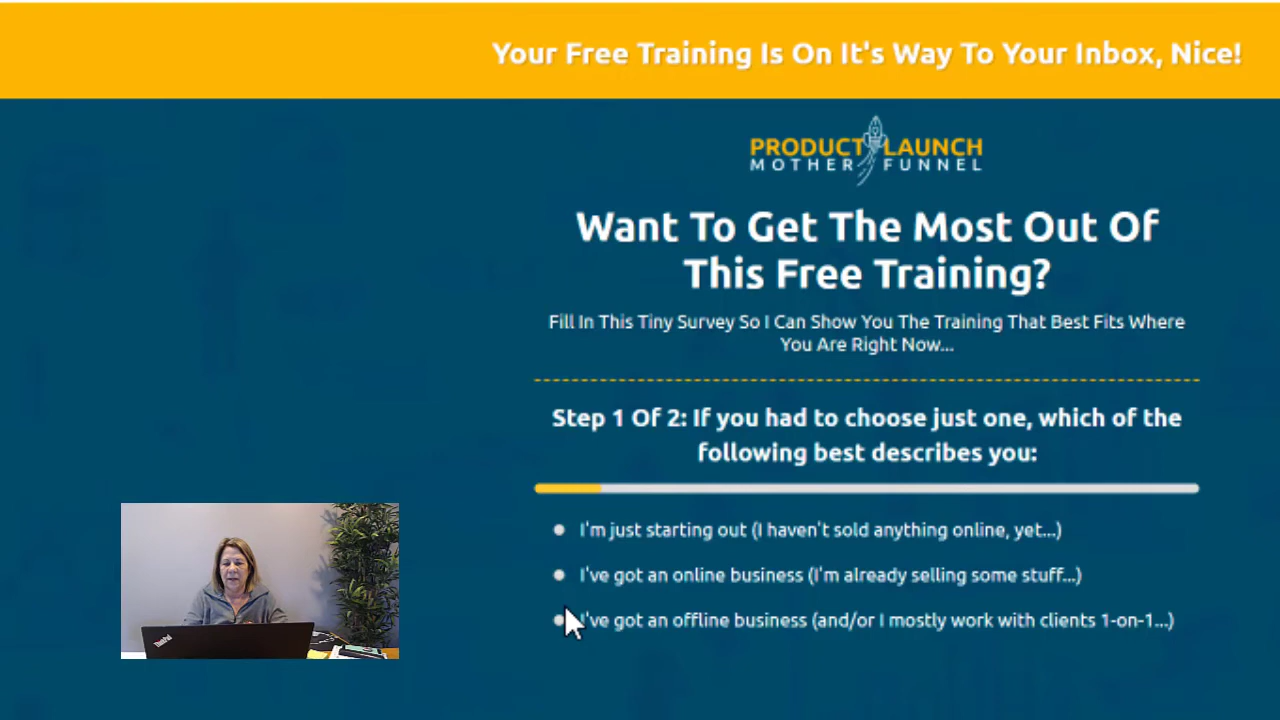 Your Free Training Is On It's Way To Your Inbox, Nice!
PRODUCT LAUNCH
MOTHER FUNNEL
Want To Get The Most Out Of
This Free Training?
Fill In This Tiny Survey So I Can Show You The Training That Best Fits Where
You Are Right Now...
Step 1 Of 2: If you had to choose just one, which of the
following best describes you:
I'm just starting out (I haven't sold anything online, yet...)
I've got an online business (I'm already selling some stuff...)
I've got an offline business (and/or I mostly work with clients 1-on-1...)
ThinkPad